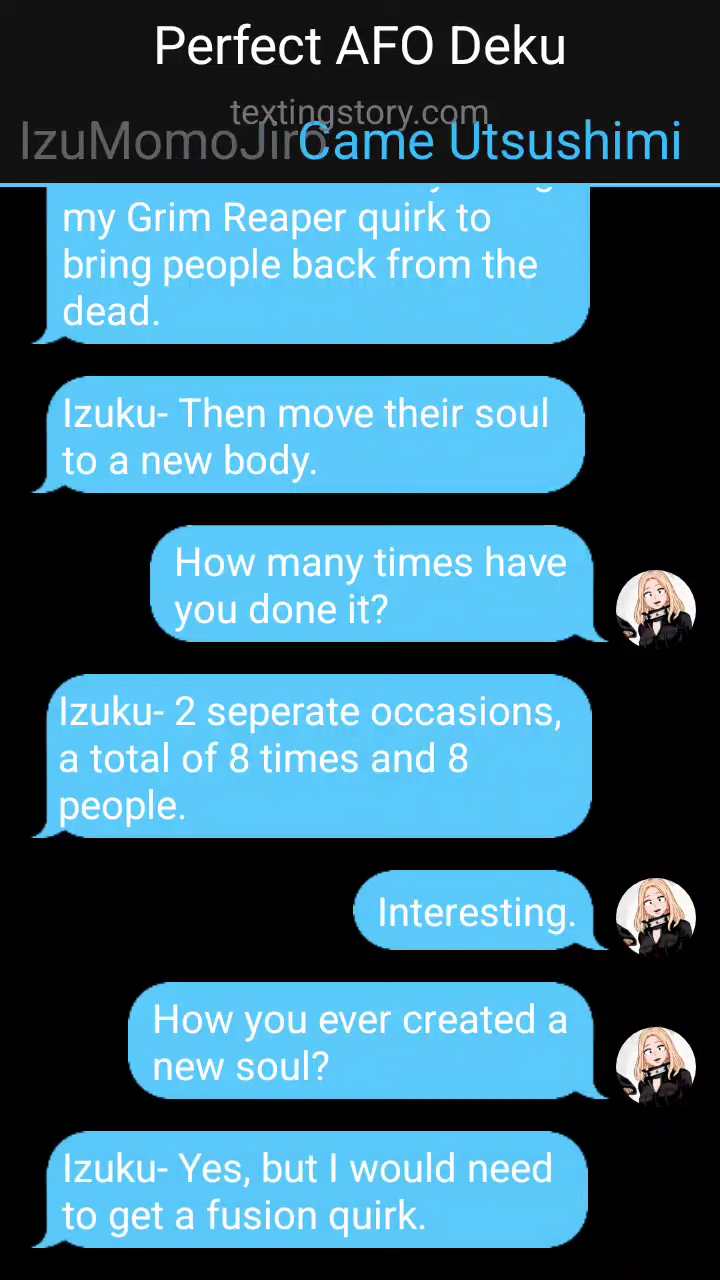 Perfect AFO Deku
textingstory.com
IzuMomoJiro
Came Utsushimi
my Grim Reaper quirk to
bring people back from the
dead.
Izuku- Then move their soul
to a new body.
How many times have
you done it?
Izuku- 2 seperate occasions,
a total of 8 times and 8
people.
Interesting.
How you ever created a
new soul?
Izuku- Yes, but I would need
to get a fusion quirk.